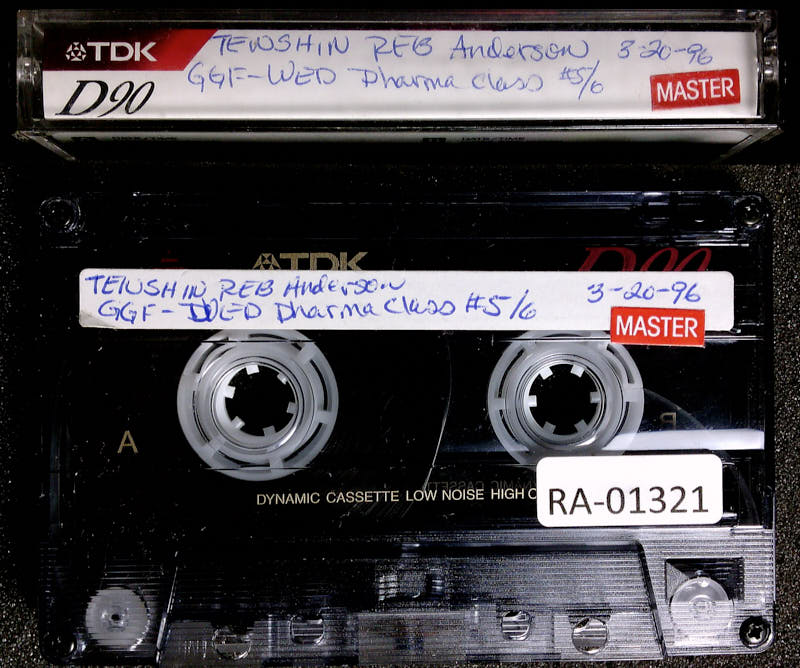 TDK
D90
TENSHIN REB Anderson 3-20-96
GGF-WED Dharma Class #5/6
MASTER
TDK
D90
TENSHIN REB Anderson 3-20-96
GGF-WED Dharma Class #5/6
MASTER
A
DYNAMIC CASSETTE LOW NOISE HIGH O
RA-01321